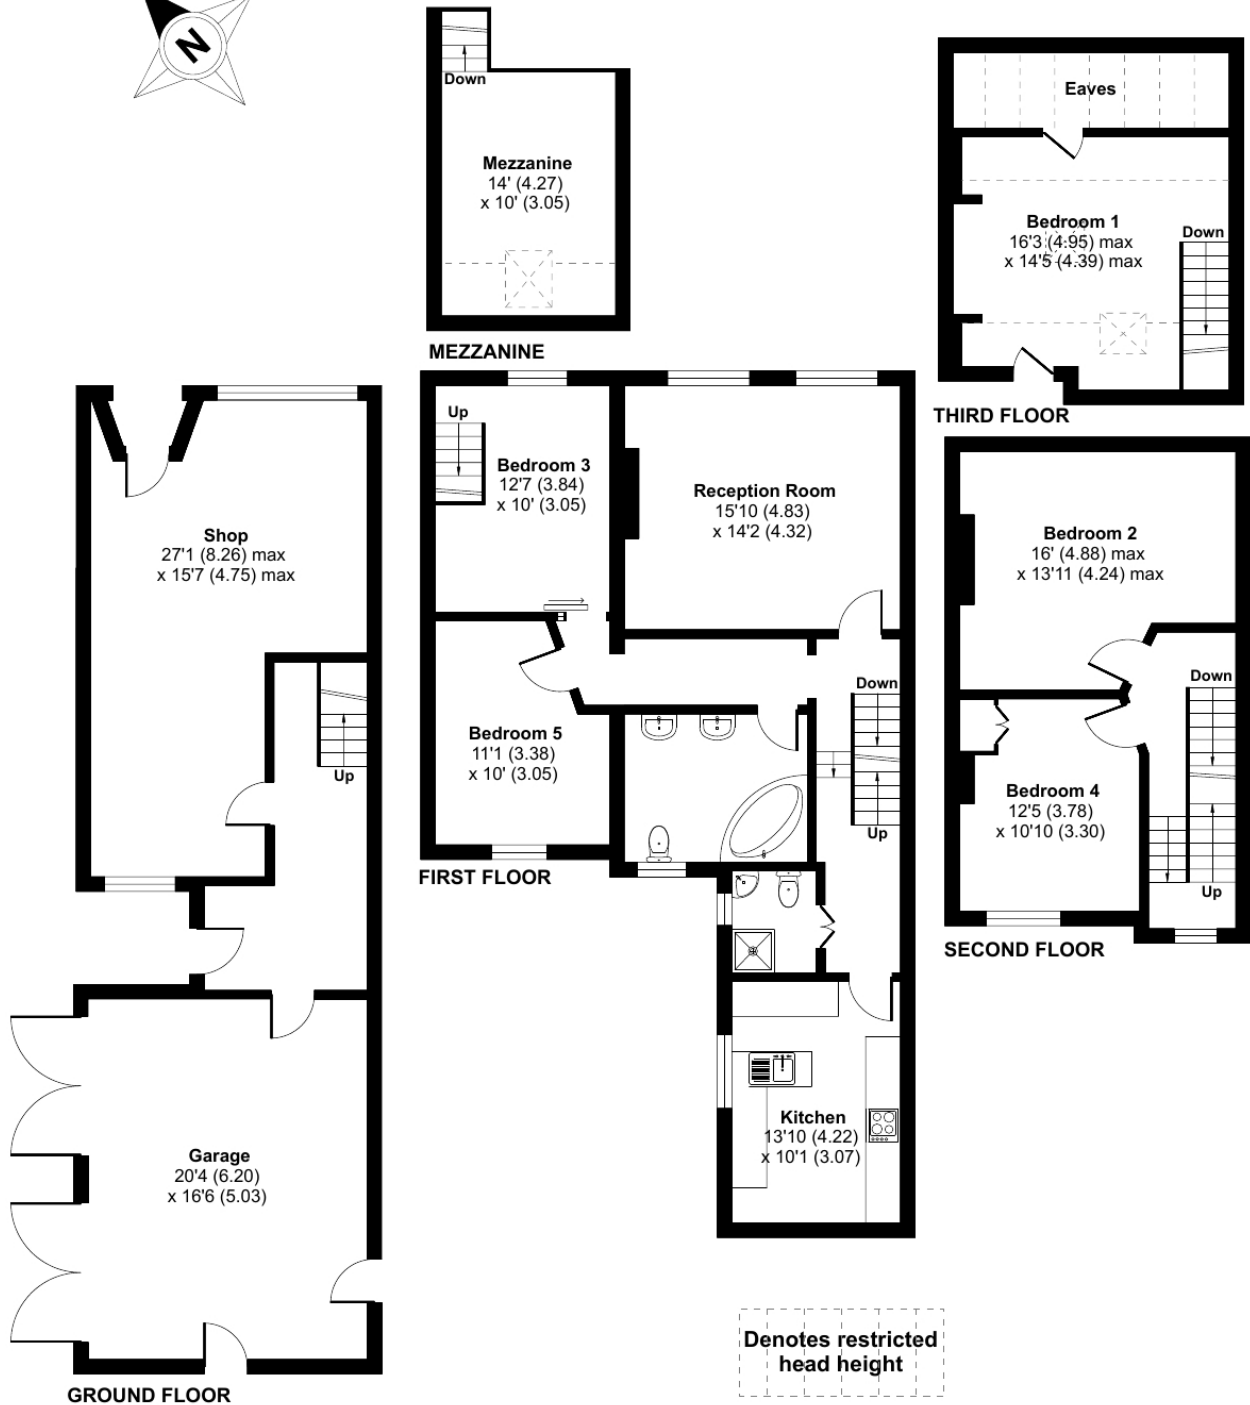 N
Down
Mezzanine
14' (4.27)
x 10' (3.05)
MEZZANINE
Eaves
Bedroom 1
16'3 (4.95) max
x 14'5 (4.39) max
Down
THIRD FLOOR
Shop
27'1 (8.26) max
x 15'7 (4.75) max
Up
Garage
20'4 (6.20)
x 16'6 (5.03)
GROUND FLOOR
Up
Bedroom 3
12'7 (3.84)
x 10' (3.05)
Reception Room
15'10 (4.83)
x 14'2 (4.32)
Bedroom 5
11'1 (3.38)
x 10' (3.05)
Down
Up
FIRST FLOOR
Kitchen
13'10 (4.22)
x 10'1 (3.07)
Bedroom 2
16' (4.88) max
x 13'11 (4.24) max
Down
Bedroom 4
12'5 (3.78)
x 10'10 (3.30)
Up
SECOND FLOOR
Denotes restricted
head height